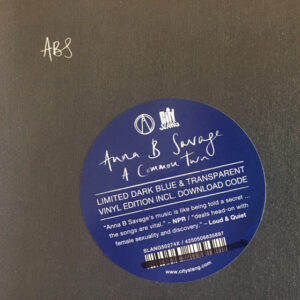 ABS
CITY
SLANG
Anna B Savage
A Common Turn
LIMITED DARK BLUE & TRANSPARENT
VINYL EDITION INCL. DOWNLOAD CODE
"Anna B Savage's music is like being fold a secret ...
the songs are vital." – NPR / "deals head-on with ...
female sexuality and discovery." – Loud & Quiet
SLANG50274X / 4250506835897
www.cityslang.com